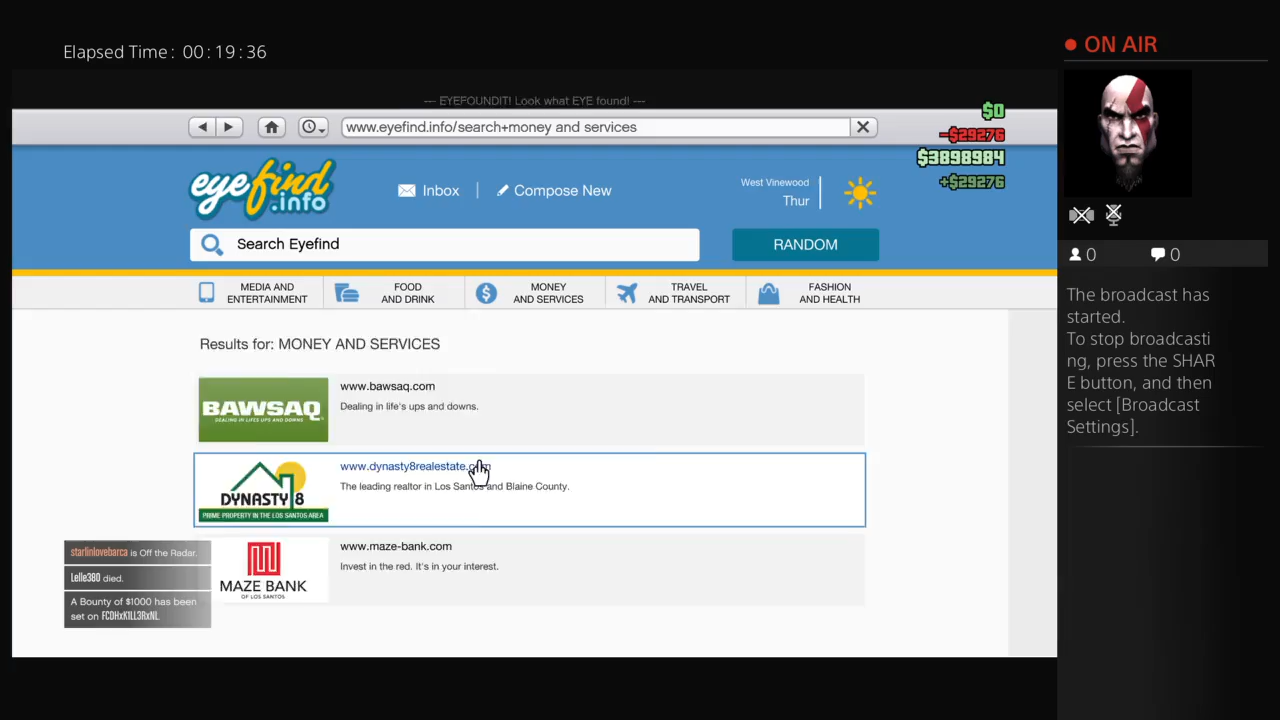 Elapsed Time: 00:19:36
ON AIR
--- EYEFOUNDIT! Look what EYE found! ---
www.eyefind.info/search+money and services
$0
-$29276
$3898984
+$29276
eyefind.info
Inbox
Compose New
West Vinewood
Thur
Search Eyefind
RANDOM
0
0
MEDIA AND ENTERTAINMENT
FOOD AND DRINK
MONEY AND SERVICES
TRAVEL AND TRANSPORT
FASHION AND HEALTH
The broadcast has
started.
To stop broadcasti
ng, press the SHAR
E button, and then
select [Broadcast
Settings].
Results for: MONEY AND SERVICES
BAWSAQ
DEALING IN LIFES UPS AND DOWNS
www.bawsaq.com
Dealing in life's ups and downs.
DYNASTY 8
PRIME PROPERTY IN THE LOS SANTOS AREA
www.dynasty8realestate.com
The leading realtor in Los Santos and Blaine County.
MAZE BANK
OF LOS SANTOS
www.maze-bank.com
Invest in the red. It's in your interest.
starlinlovebarca is Off the Radar.
Lelle380 died.
A Bounty of $1000 has been
set on FCDHxK1LL3RxNL.